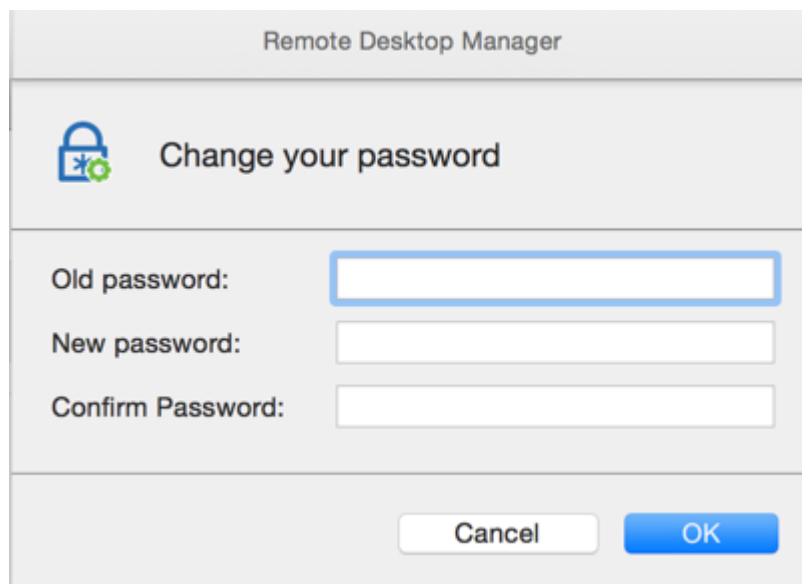 Remote Desktop Manager
Change your password
Old password:
New password:
Confirm Password:
Cancel OK